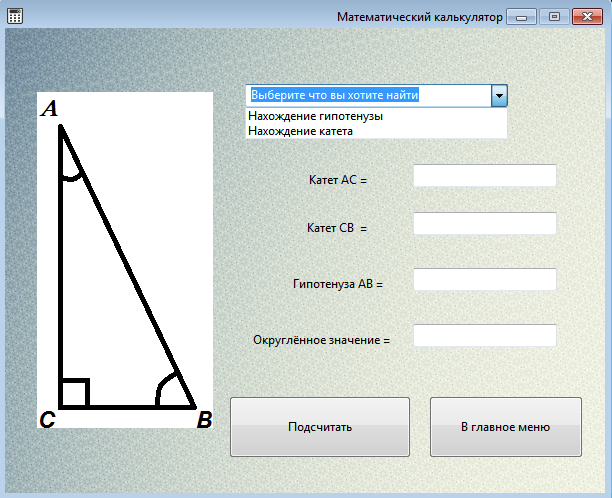 Математический калькулятор
Выберите что вы хотите найти
Нахождение гипотенузы
Нахождение катета
A
Катет AC =
Катет CB =
Гипотенуза AB =
Округлённое значение =
C
B
Подсчитать
В главное меню